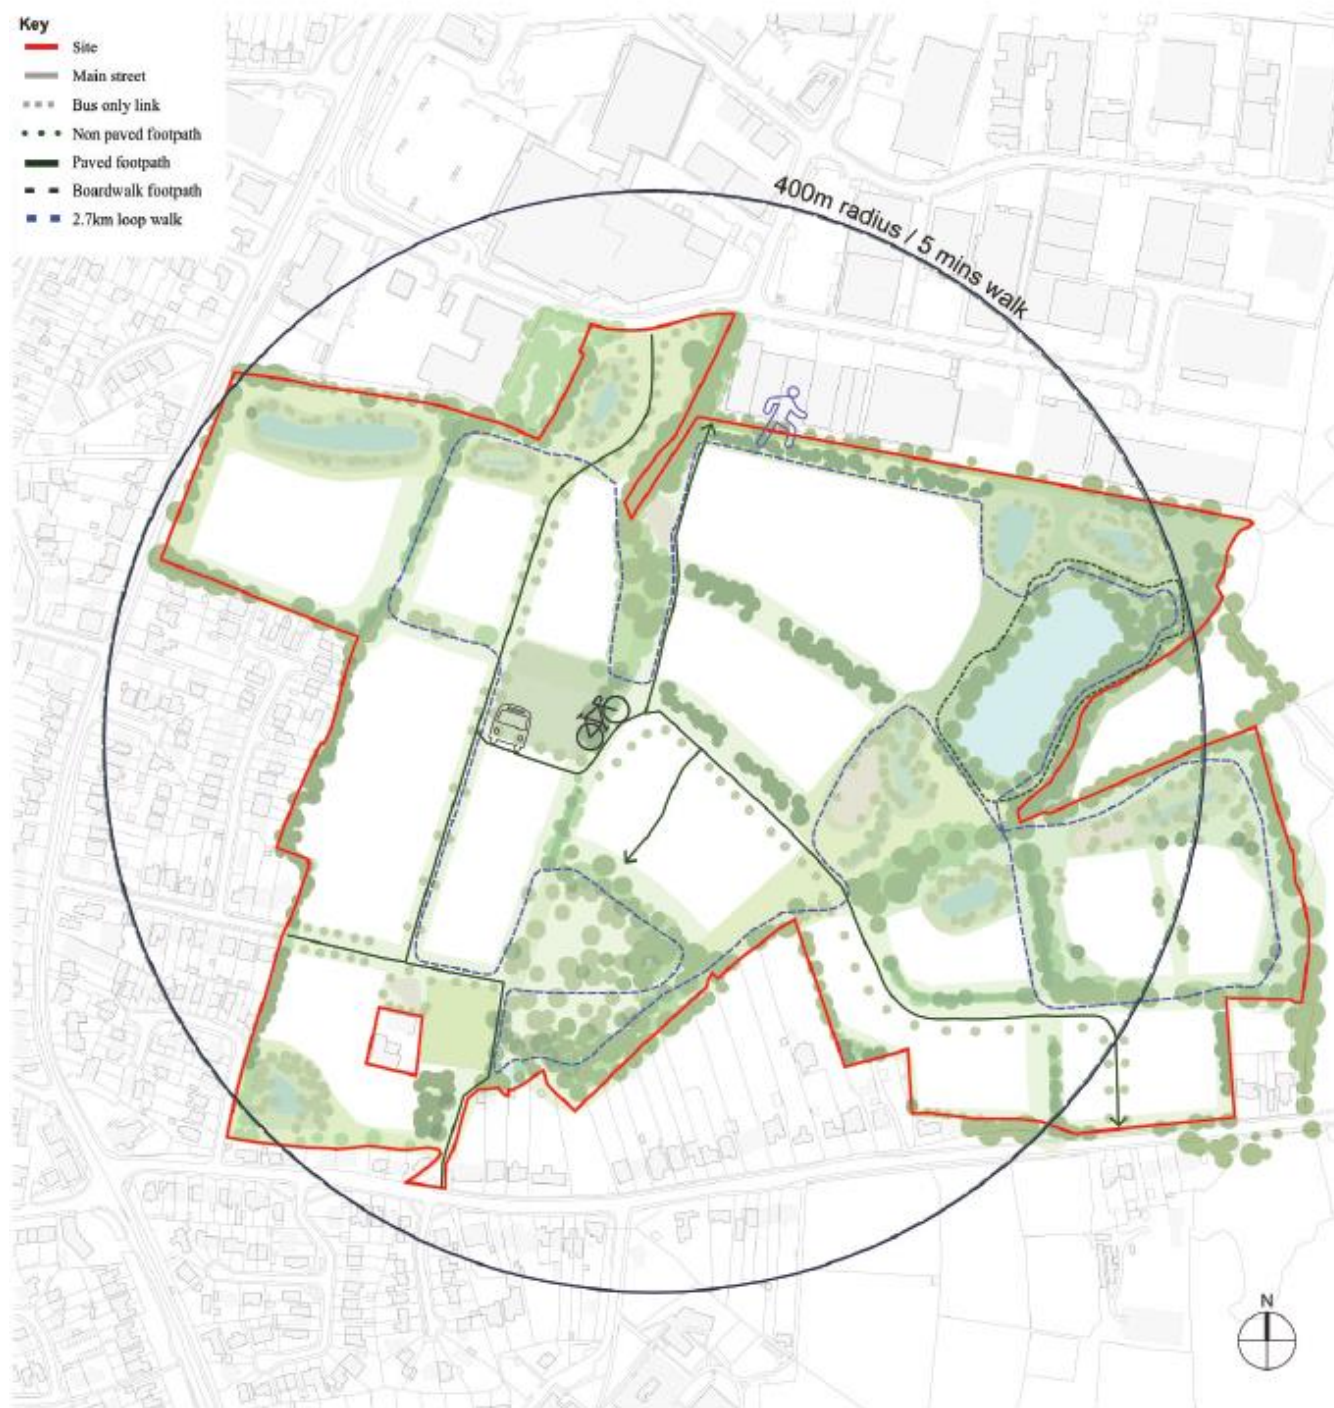 Key
Site
Main street
Bus only link
Non paved footpath
Paved footpath
Boardwalk footpath
2.7km loop walk
400m radius / 5 mins walk
N